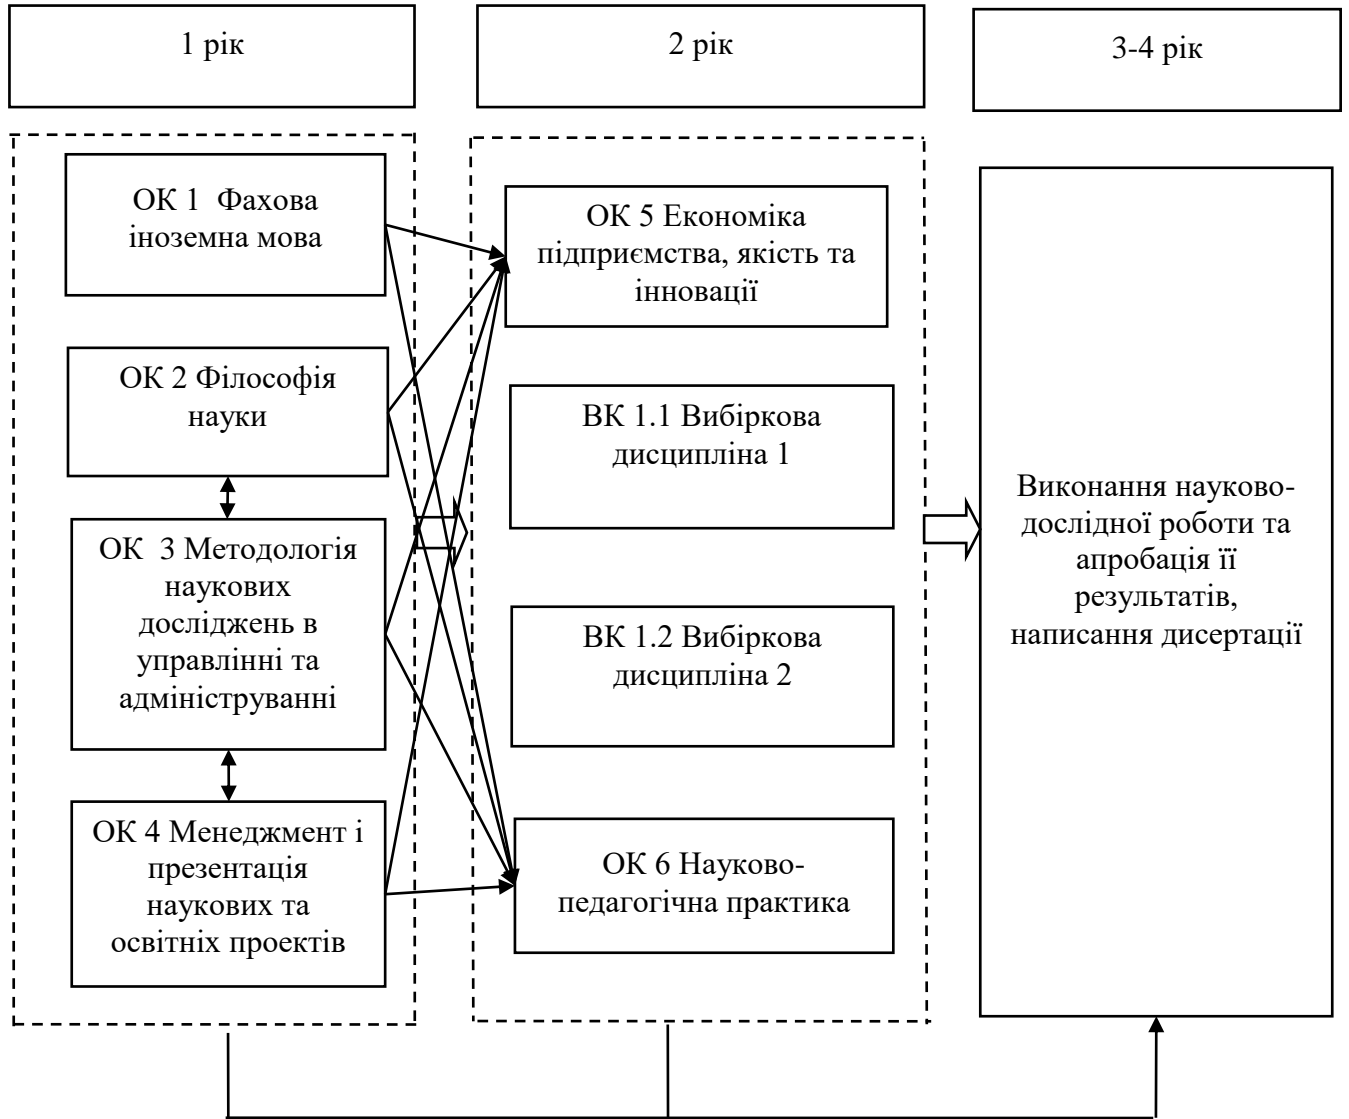 1 рік
2 рік
3-4 рік
ОК 1 Фахова
іноземна мова
ОК 2 Філософія
науки
ОК 3 Методологія
наукових
досліджень в
управлінні та
адмініструванні
ОК 4 Менеджмент і
презентація
наукових та
освітніх проектів
ОК 5 Економіка
підприємства, якість та
інновації
ВК 1.1 Вибіркова
дисципліна 1
ВК 1.2 Вибіркова
дисципліна 2
ОК 6 Науково-
педагогічна практика
Виконання науково-
дослідної роботи та
апробація її
результатів,
написання дисертації